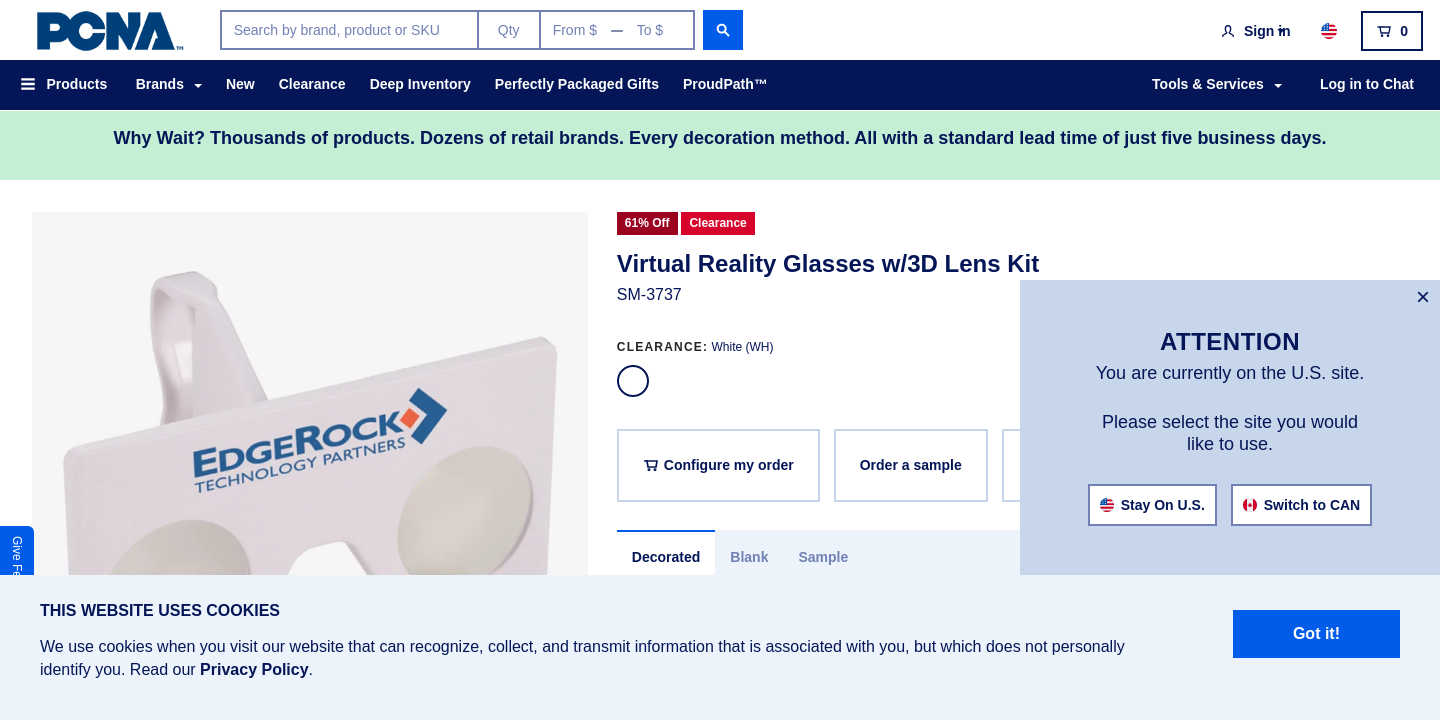 PCNA™
Search by brand, product or SKU
Qty
From $
To $
Sign in
0
Products
Brands
New
Clearance
Deep Inventory
Perfectly Packaged Gifts
ProudPath™
Tools & Services
Log in to Chat
Why Wait? Thousands of products. Dozens of retail brands. Every decoration method. All with a standard lead time of just five business days.
61% Off
Clearance
Virtual Reality Glasses w/3D Lens Kit
SM-3737
CLEARANCE: White (WH)
EDGEROCK
TECHNOLOGY PARTNERS
Configure my order
Order a sample
Decorated
Blank
Sample
×
ATTENTION
You are currently on the U.S. site.
Please select the site you would
like to use.
Stay On U.S.
Switch to CAN
Give
THIS WEBSITE USES COOKIES
We use cookies when you visit our website that can recognize, collect, and transmit information that is associated with you, but which does not personally
identify you. Read our Privacy Policy.
Got it!